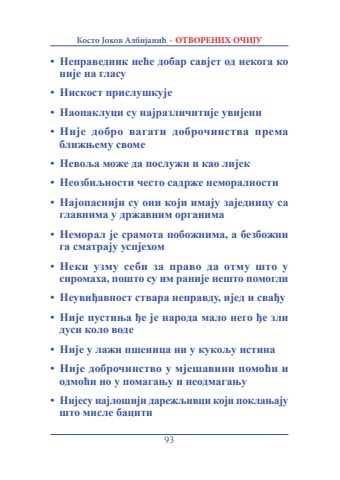 Косто Јоков Албијанић – ОТВОРЕНИХ ОЧИЈУ
• Неправедник неће добар савјет од некога ко
није на гласу
• Нискост прислушкује
• Наопаклуци су најразличитије увијени
• Није добро вагати доброчинства према
ближњему своме
• Невоља може да послужи и као лијек
• Неозбиљности често садрже неморалности
• Најопаснији су они који имају заједницу са
главнима у државним органима
• Неморал је срамота побожнима, а безбожни
га сматрају успјехом
• Неки узму себи за право да отму што у
сиромаха, пошто су им раније нешто помогли
• Неувиђавност ствара неправду, ијед и свађу
• Није пустиња ђе је народа мало него ђе зли
дуси коло воде
• Није у лажи пшеница ни у кукољу истина
• Није доброчинство у мјешавини помоћи и
одмоћи но у помагању и неодмагању
• Нијесу најлошији дарежљивци који поклањају
што мисле бацити
93